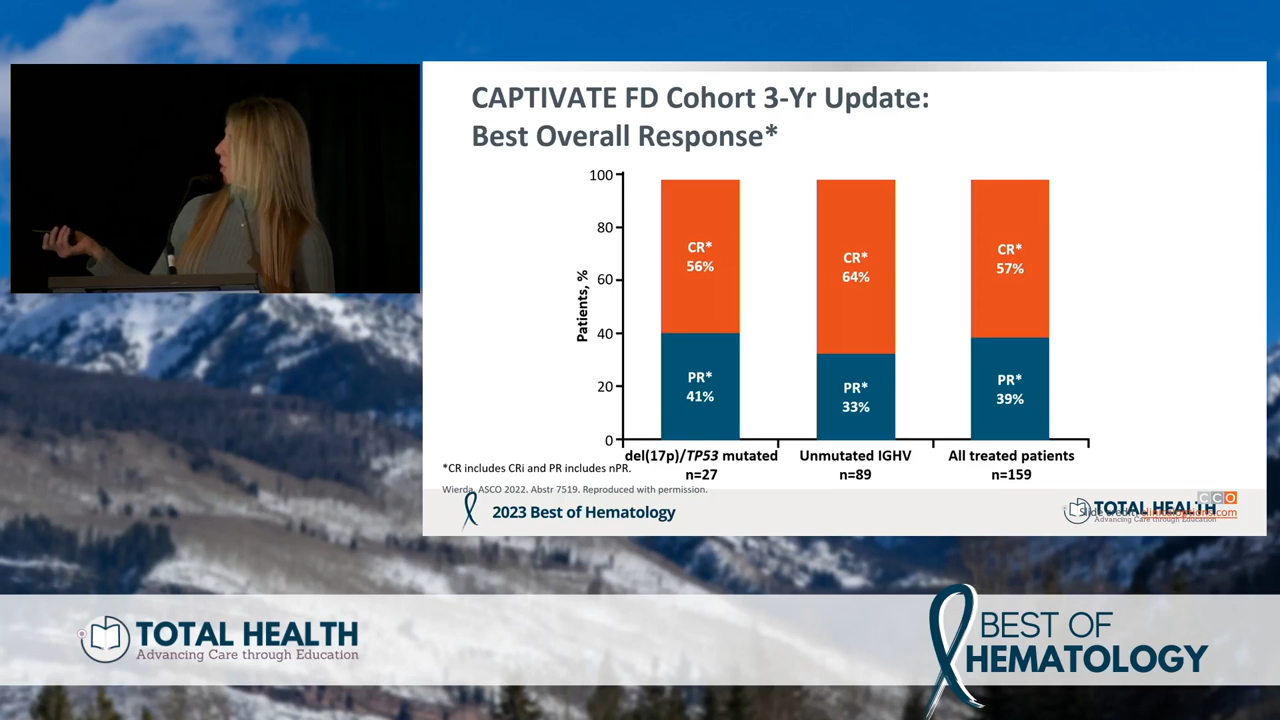 CAPTIVATE FD Cohort 3-Yr Update:
Best Overall Response*
Patients, %
100
80
60
40
20
0
CR*
56%
PR*
41%
CR*
64%
PR*
33%
CR*
57%
PR*
39%
del(17p)/TP53 mutated
n=27
Unmutated IGHV
n=89
All treated patients
n=159
*CR includes CRi and PR includes nPR.
Wierda. ASCO 2022. Abstr 7519. Reproduced with permission.
2023 Best of Hematology
CCO
TOTAL HEALTH
Advancing Care through Education
TOTAL HEALTH
Advancing Care through Education
BEST OF
HEMATOLOGY